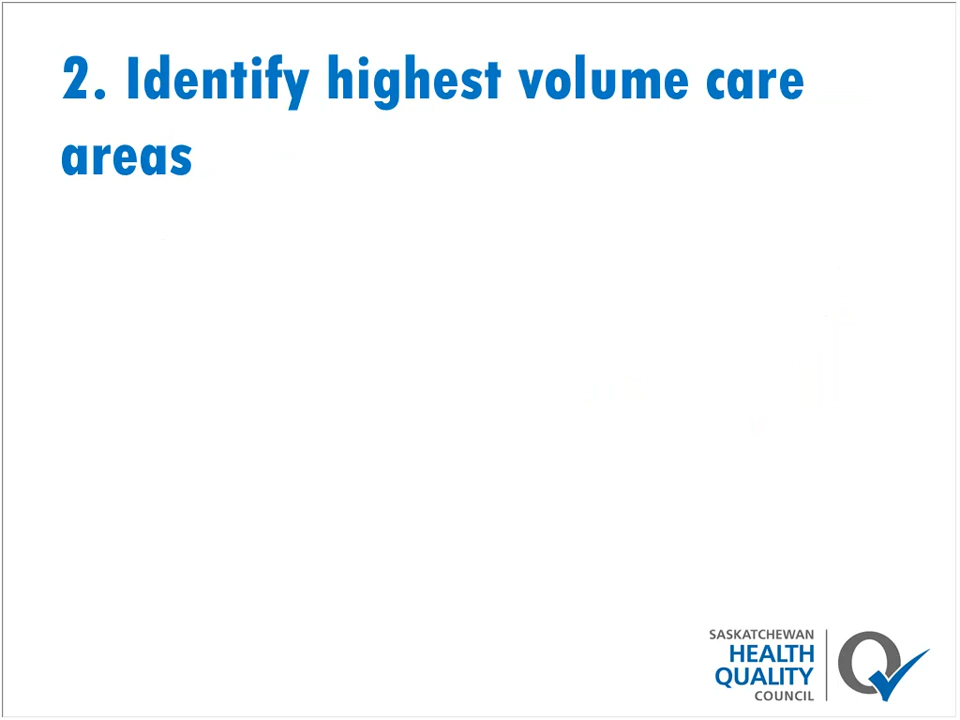 2. Identify highest volume care
areas
SASKATCHEWAN
HEALTH
QUALITY
COUNCIL